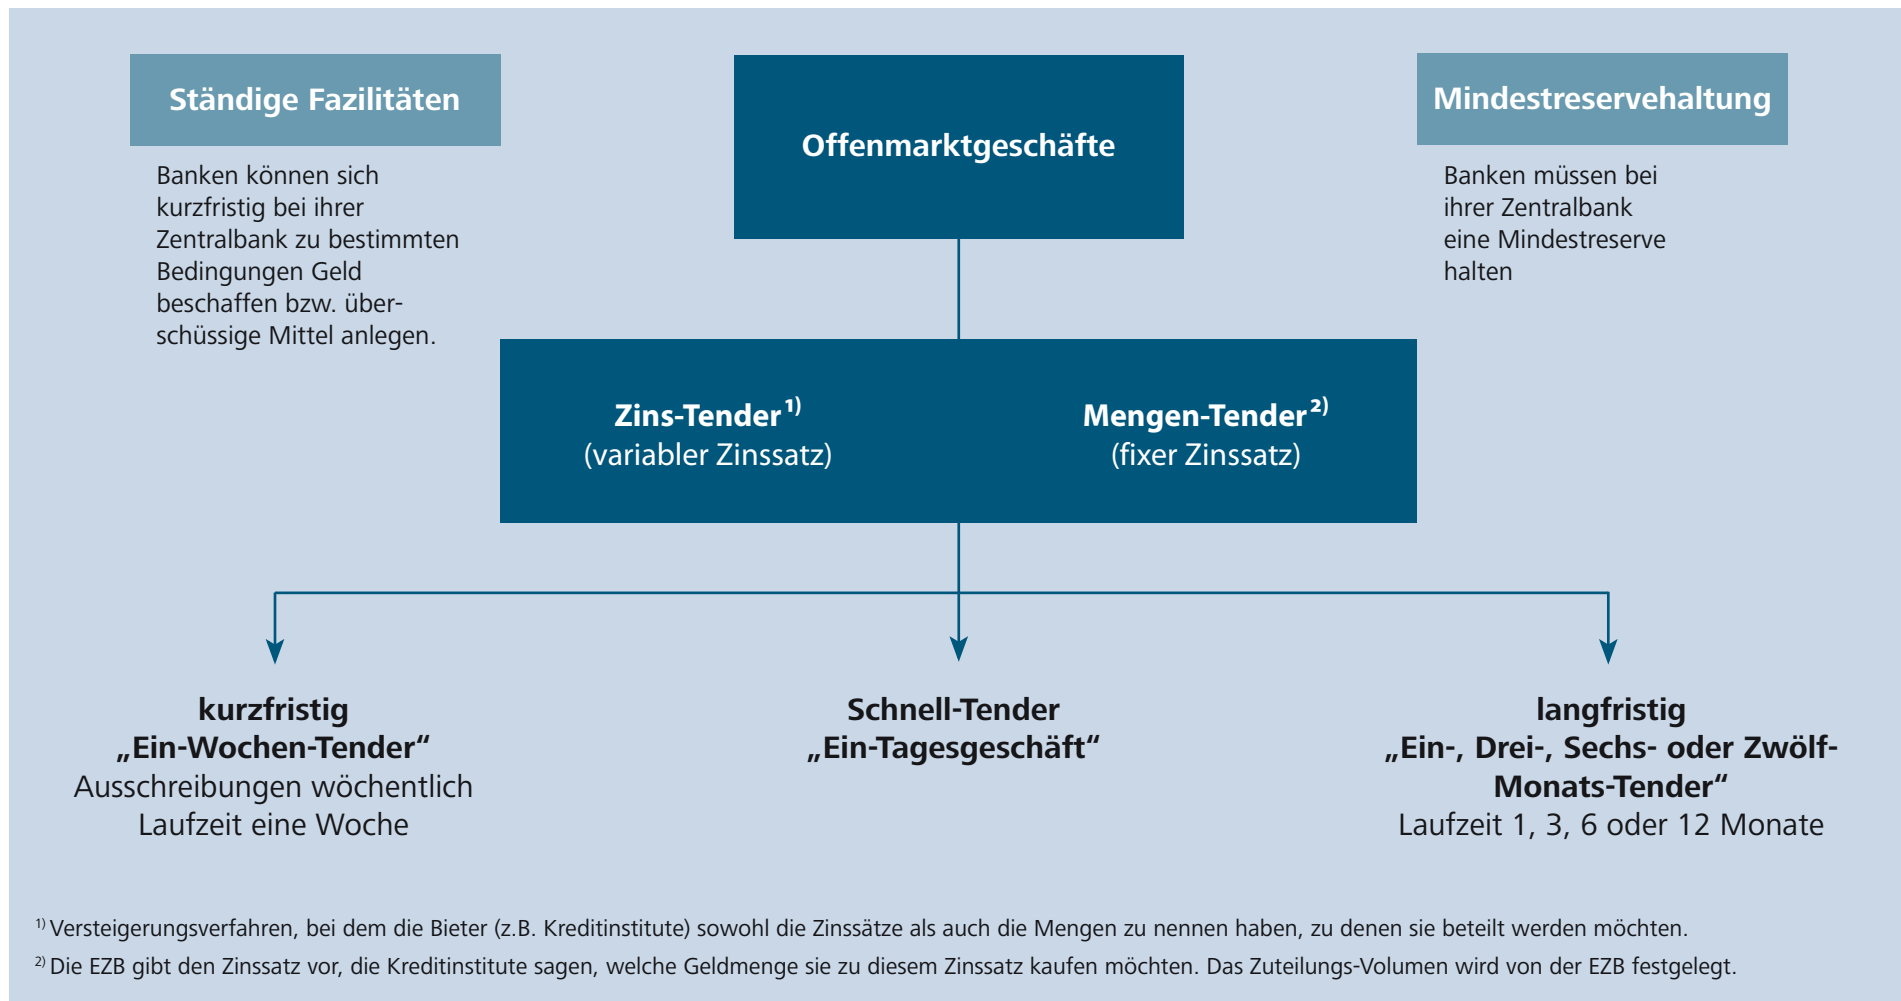 Ständige Fazilitäten
Banken können sich
kurzfristig bei ihrer
Zentralbank zu bestimmten
Bedingungen Geld
beschaffen bzw. über-
schüssige Mittel anlegen.
Offenmarktgeschäfte
Mindestreservehaltung
Banken müssen bei
ihrer Zentralbank
eine Mindestreserve
halten
Zins-Tender¹⁾
(variabler Zinssatz)
Mengen-Tender²⁾
(fixer Zinssatz)
kurzfristig
„Ein-Wochen-Tender“
Ausschreibungen wöchentlich
Laufzeit eine Woche
Schnell-Tender
„Ein-Tagesgeschäft“
langfristig
„Ein-, Drei-, Sechs- oder Zwölf-
Monats-Tender“
Laufzeit 1, 3, 6 oder 12 Monate
¹⁾ Versteigerungsverfahren, bei dem die Bieter (z.B. Kreditinstitute) sowohl die Zinssätze als auch die Mengen zu nennen haben, zu denen sie beteilt werden möchten.
²⁾ Die EZB gibt den Zinssatz vor, die Kreditinstitute sagen, welche Geldmenge sie zu diesem Zinssatz kaufen möchten. Das Zuteilungs-Volumen wird von der EZB festgelegt.